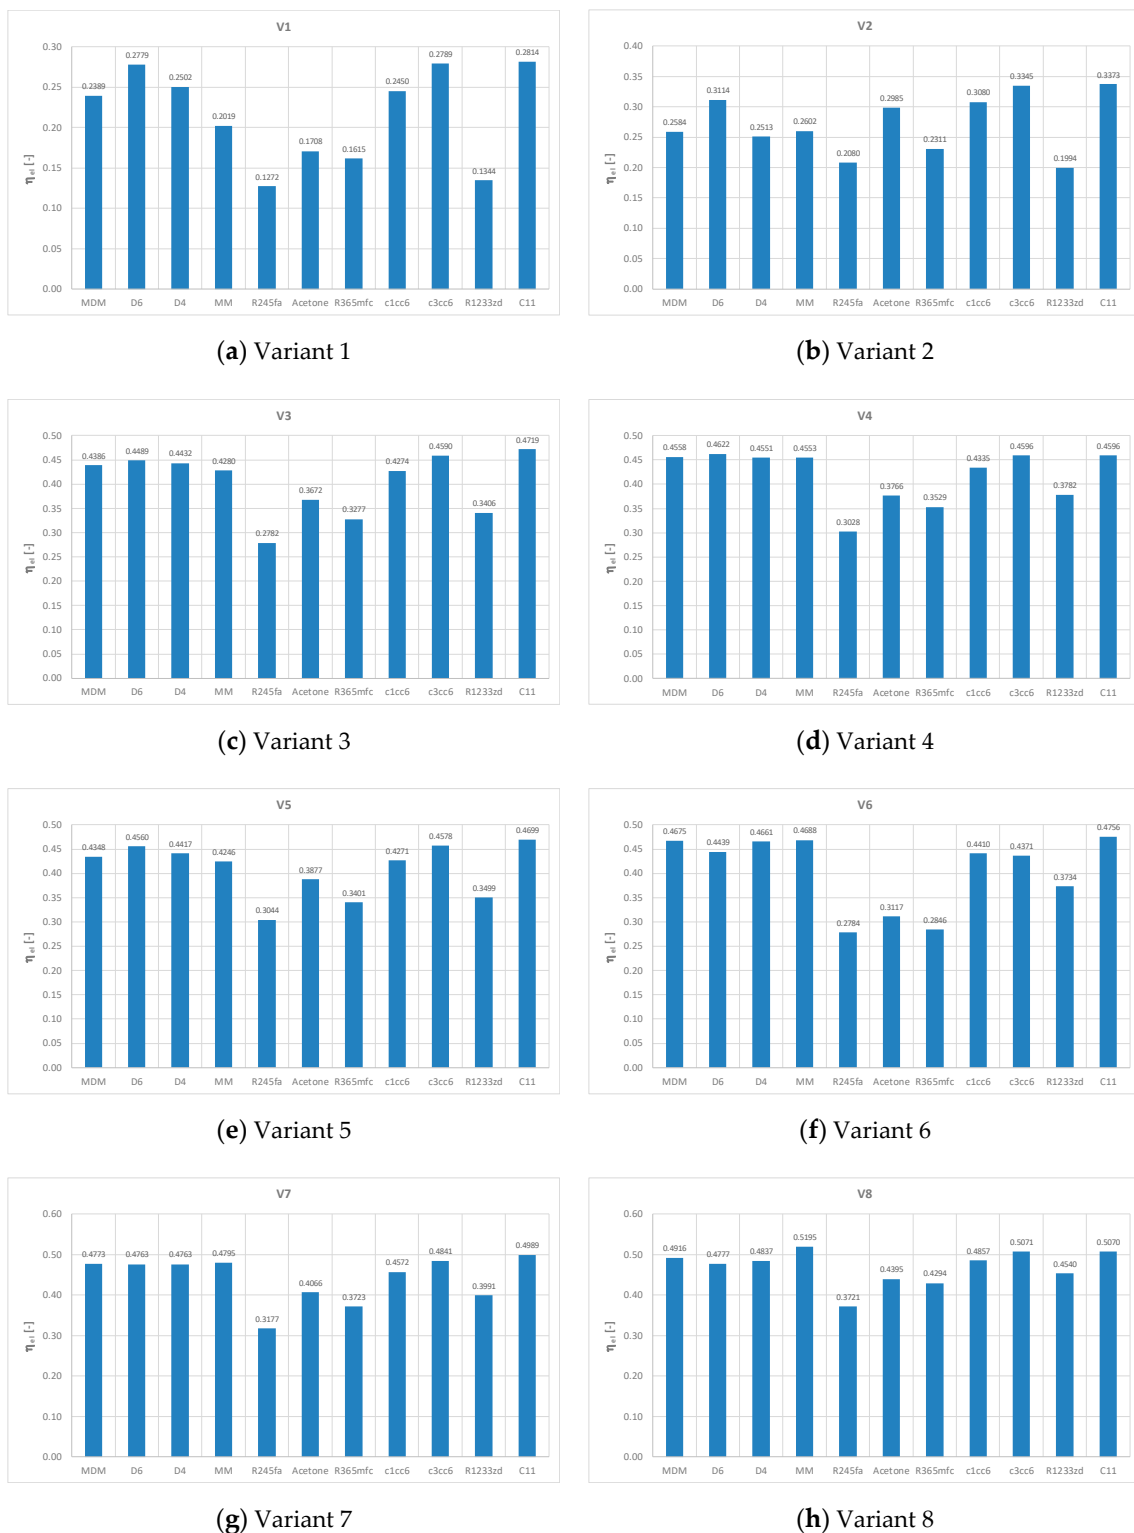 V1
0.30
0.25
0.20
0.15
0.10
0.05
0.00
η el [-]
0.2389 0.2779 0.2502 0.2019 0.1272 0.1708 0.1615 0.2450 0.2789 0.1344 0.2814
MDM D6 D4 MM R245fa Acetone R365mfc c1cc6 c3cc6 R1233zd C11
(a) Variant 1
V2
0.40
0.35
0.30
0.25
0.20
0.15
0.10
0.05
0.00
η el [-]
0.2584 0.3114 0.2513 0.2602 0.2080 0.2985 0.2311 0.3080 0.3345 0.1994 0.3373
MDM D6 D4 MM R245fa Acetone R365mfc c1cc6 c3cc6 R1233zd C11
(b) Variant 2
V3
0.50
0.45
0.40
0.35
0.30
0.25
0.20
0.15
0.10
0.05
0.00
η el [-]
0.4386 0.4489 0.4432 0.4280 0.2782 0.3672 0.3277 0.4274 0.4590 0.3406 0.4719
MDM D6 D4 MM R245fa Acetone R365mfc c1cc6 c3cc6 R1233zd C11
(c) Variant 3
V4
0.50
0.45
0.40
0.35
0.30
0.25
0.20
0.15
0.10
0.05
0.00
η el [-]
0.4558 0.4622 0.4551 0.4553 0.3028 0.3766 0.3529 0.4335 0.4596 0.3782 0.4596
MDM D6 D4 MM R245fa Acetone R365mfc c1cc6 c3cc6 R1233zd C11
(d) Variant 4
V5
0.50
0.45
0.40
0.35
0.30
0.25
0.20
0.15
0.10
0.05
0.00
η el [-]
0.4348 0.4560 0.4417 0.4246 0.3044 0.3877 0.3401 0.4271 0.4578 0.3499 0.4699
MDM D6 D4 MM R245fa Acetone R365mfc c1cc6 c3cc6 R1233zd C11
(e) Variant 5
V6
0.50
0.45
0.40
0.35
0.30
0.25
0.20
0.15
0.10
0.05
0.00
η el [-]
0.4675 0.4439 0.4661 0.4688 0.2784 0.3117 0.2846 0.4410 0.4371 0.3734 0.4756
MDM D6 D4 MM R245fa Acetone R365mfc c1cc6 c3cc6 R1233zd C11
(f) Variant 6
V7
0.60
0.50
0.40
0.30
0.20
0.10
0.00
η el [-]
0.4773 0.4763 0.4763 0.4795 0.3177 0.4066 0.3723 0.4572 0.4841 0.3991 0.4989
MDM D6 D4 MM R245fa Acetone R365mfc c1cc6 c3cc6 R1233zd C11
(g) Variant 7
V8
0.60
0.50
0.40
0.30
0.20
0.10
0.00
η el [-]
0.4916 0.4777 0.4837 0.5195 0.3721 0.4395 0.4294 0.4857 0.5071 0.4540 0.5070
MDM D6 D4 MM R245fa Acetone R365mfc c1cc6 c3cc6 R1233zd C11
(h) Variant 8